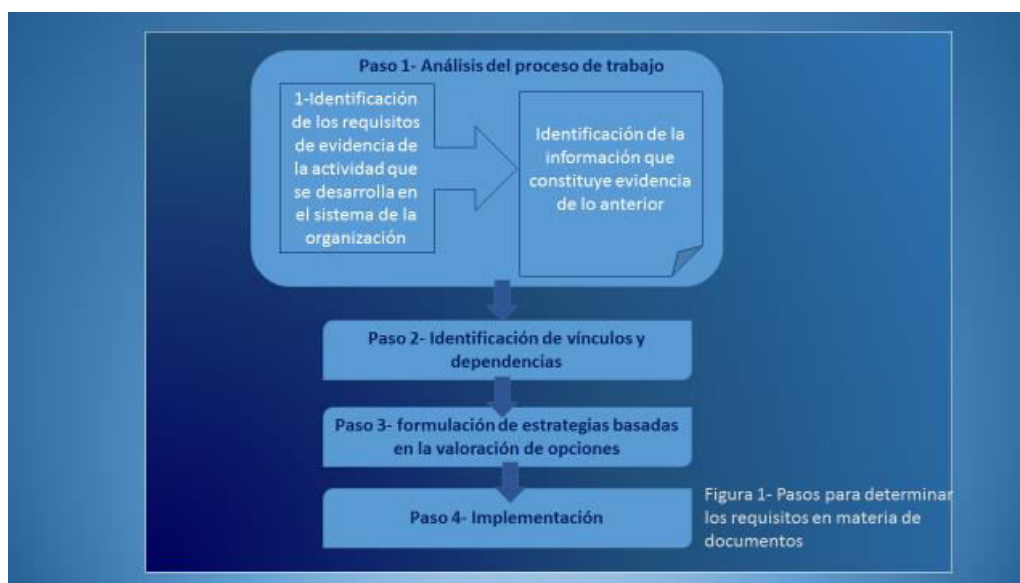 Paso 1- Análisis del proceso de trabajo
1-Identificación
de los requisitos
de evidencia de
la actividad que
se desarrolla en
el sistema de la
organización
Identificación de la
información que
constituye evidencia
de lo anterior
Paso 2- Identificación de vínculos y
dependencias
Paso 3- formulación de estrategias basadas
en la valoración de opciones
Paso 4- Implementación
Figura 1- Pasos para determinar
los requisitos en materia de
documentos